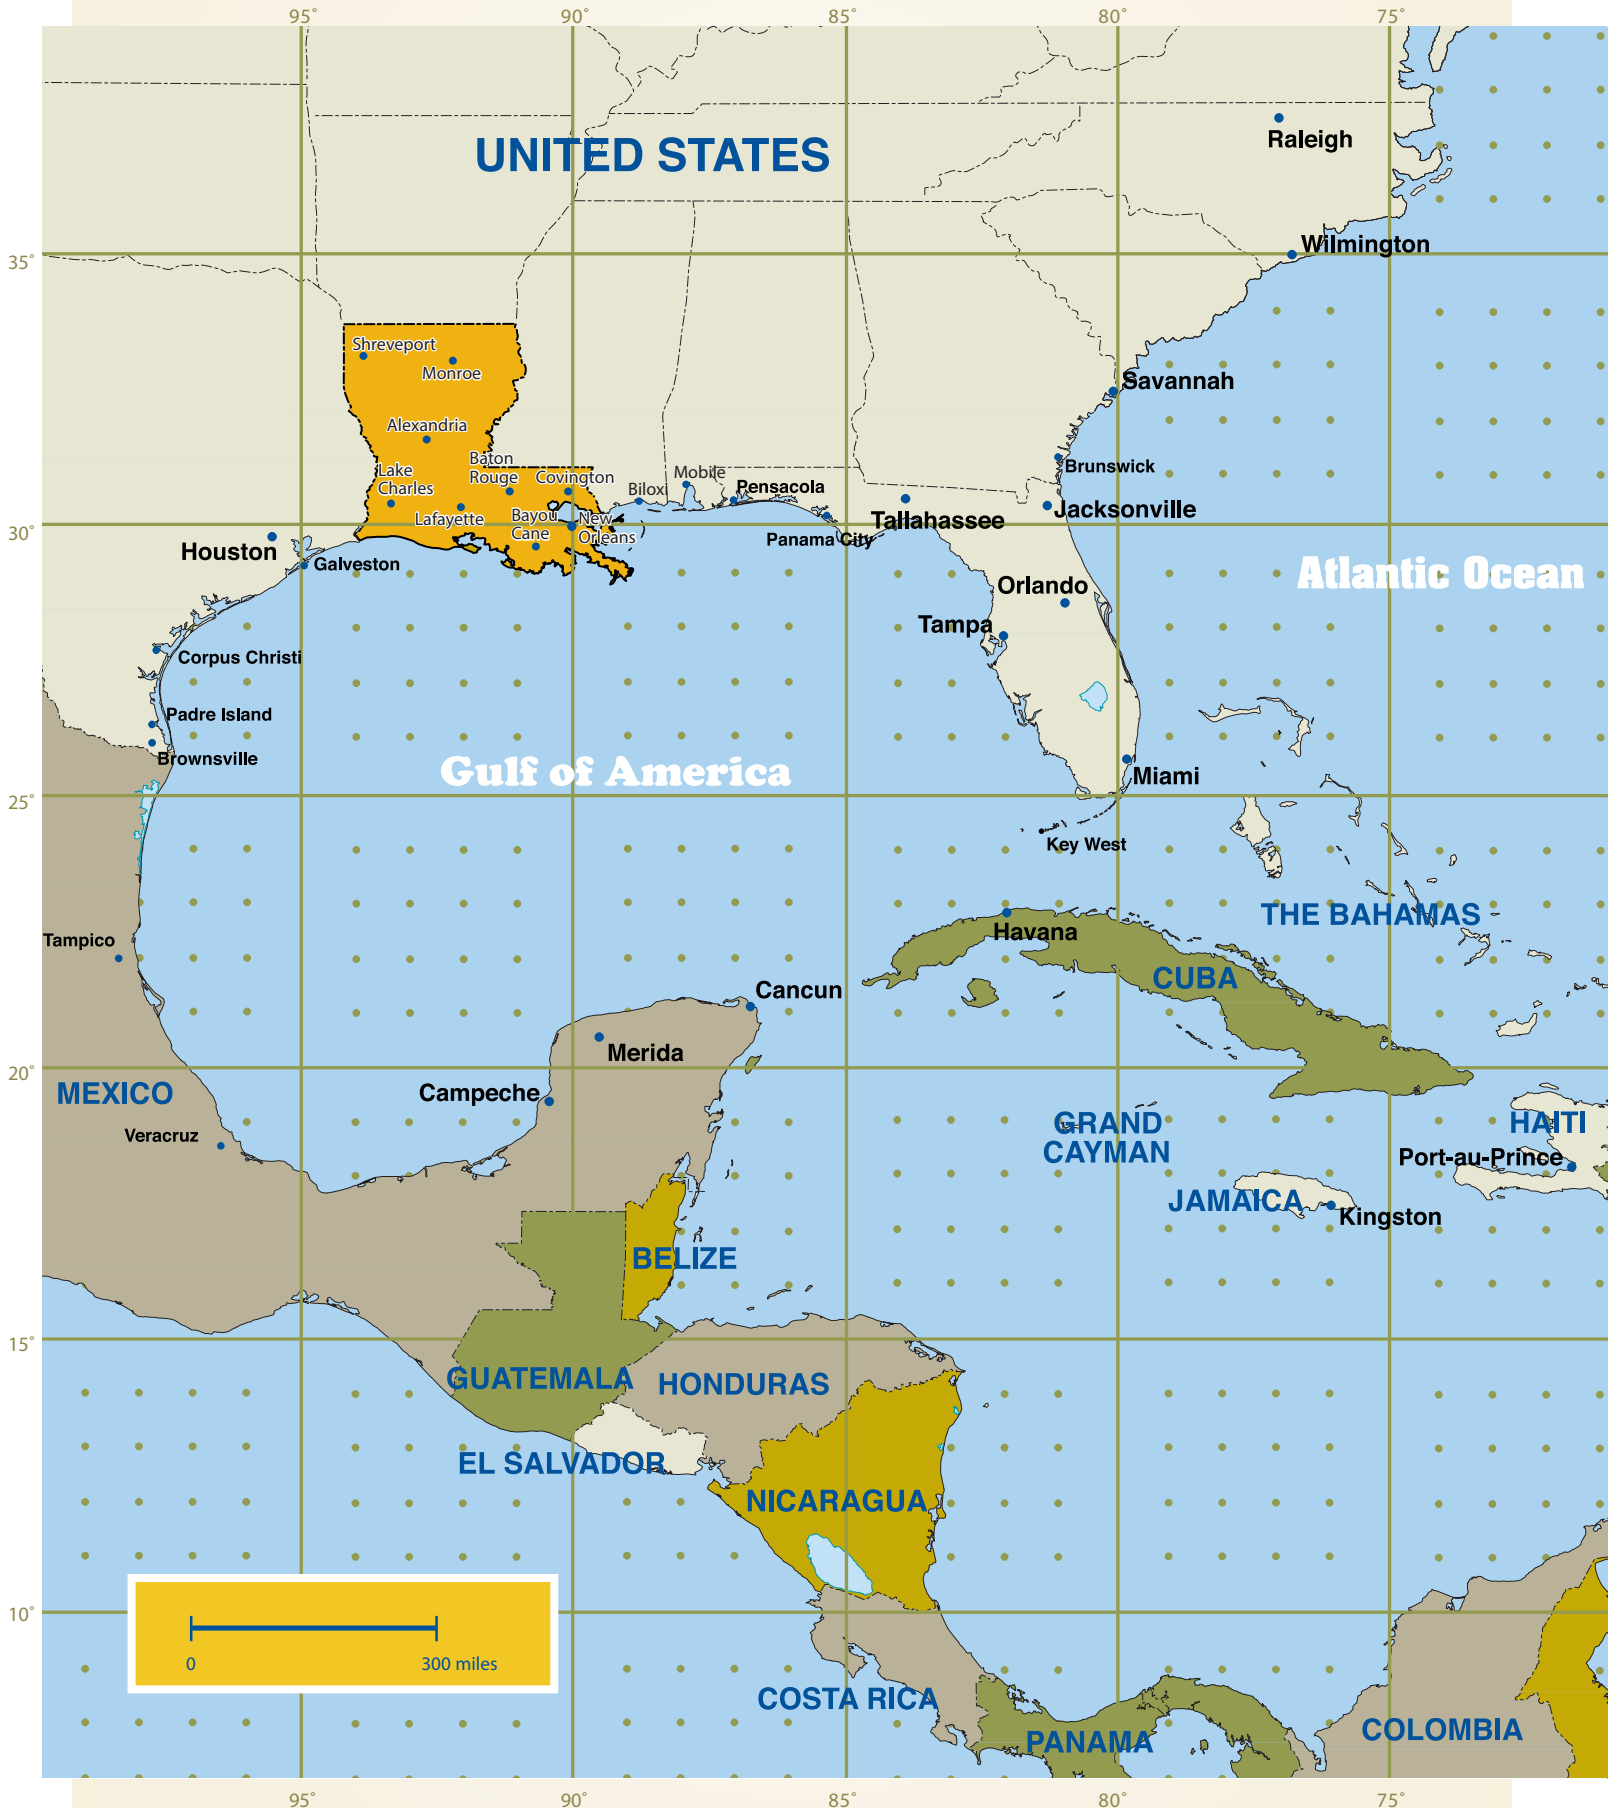 95°
90°
85°
80°
75°
UNITED STATES
Raleigh
Wilmington
35°
Shreveport
Monroe
Savannah
Alexandria
Baton
Rouge
Lake
Charles
Covington
Mobile
Biloxi
Pensacola
Brunswick
Lafayette
Bayou
Cane
New
Orleans
Tallahassee
Jacksonville
30°
Panama City
Houston
Galveston
Atlantic Ocean
Orlando
Tampa
Corpus Christi
Padre Island
Brownsville
Gulf of America
Miami
25°
Key West
THE BAHAMAS
Havana
Tampico
CUBA
Cancun
Merida
20°
MEXICO
Campeche
Veracruz
GRAND
CAYMAN
HAITI
Port-au-Prince
JAMAICA
Kingston
BELIZE
15°
GUATEMALA
HONDURAS
EL SALVADOR
NICARAGUA
10°
0
300 miles
COSTA RICA
PANAMA
COLOMBIA
95°
90°
85°
80°
75°